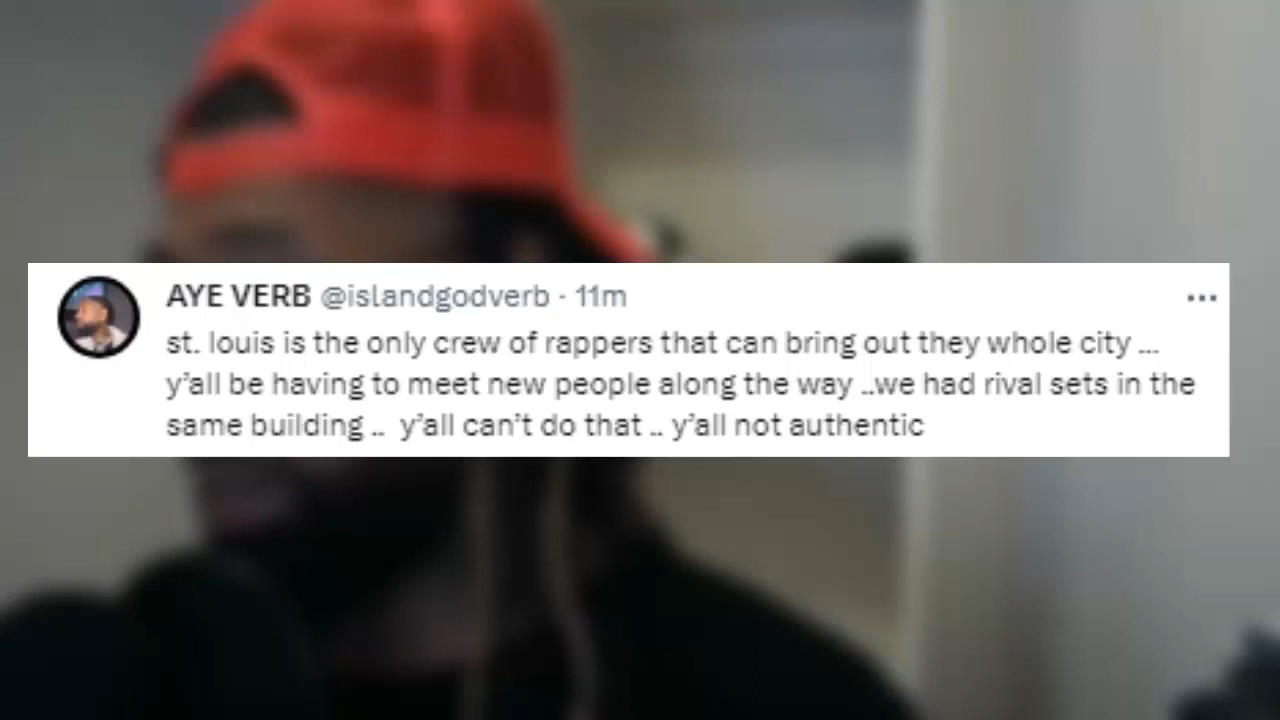 AYE VERB @islandgodverb · 11m
st. louis is the only crew of rappers that can bring out they whole city ...
y’all be having to meet new people along the way ..we had rival sets in the
same building ..  y’all can’t do that .. y’all not authentic